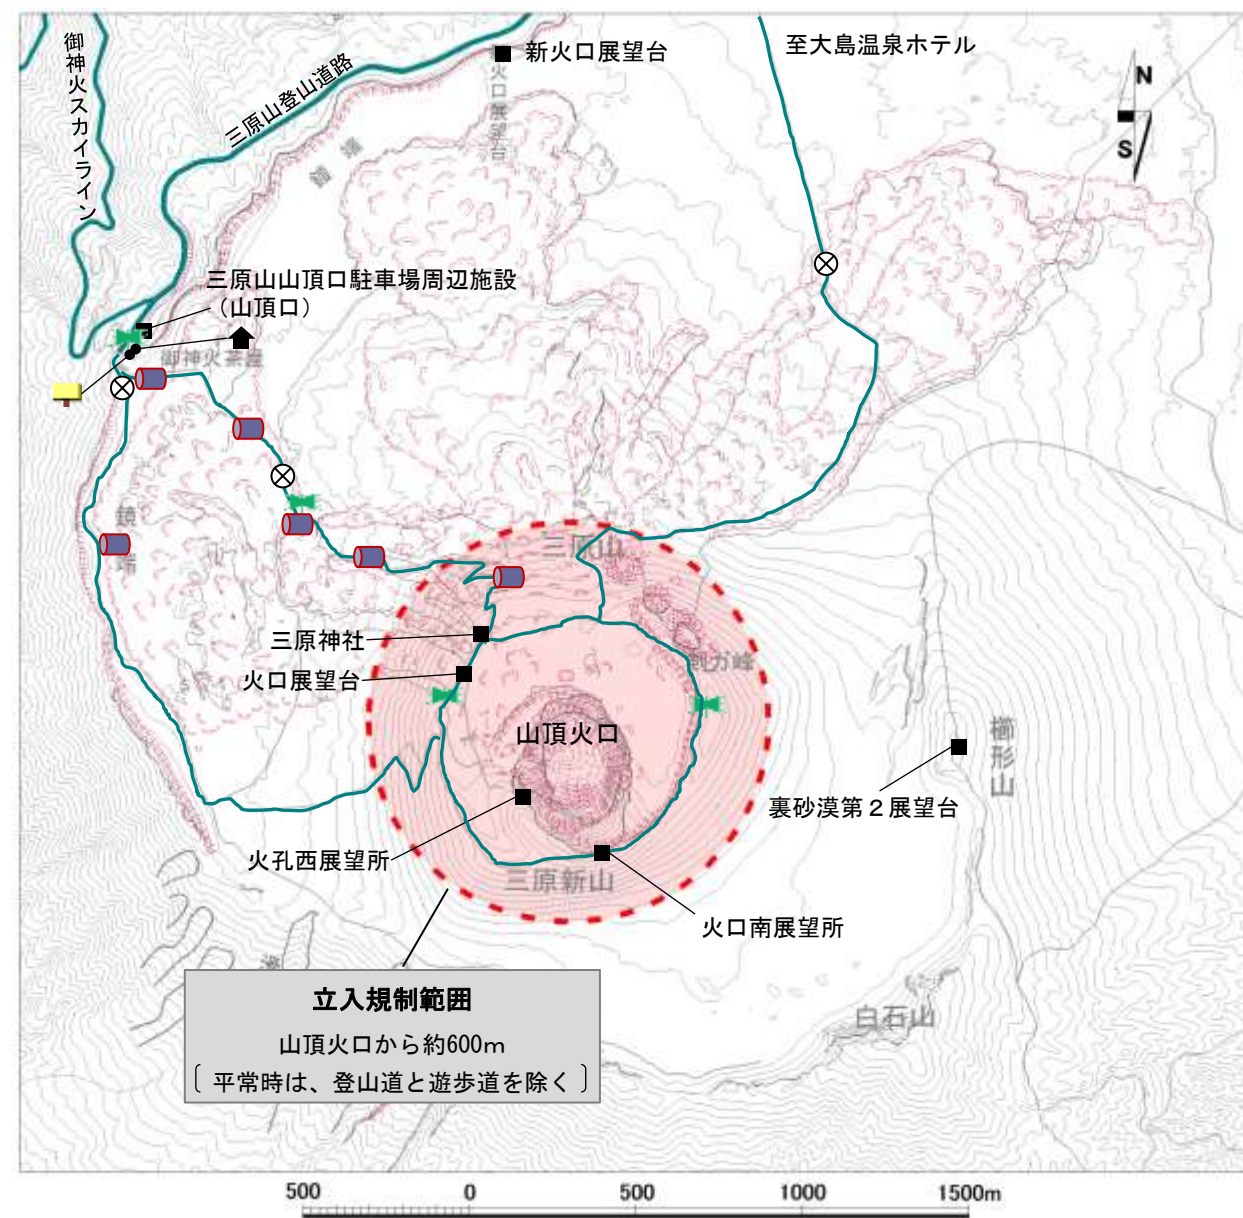 新火口展望台
至大島温泉ホテル
御神火スカイライン
三原山登山道路
火口展望台
N
S
三原山山頂口駐車場周辺施設
（山頂口）
御神火茶屋
三原山
三原神社
火口展望台
剣ガ峰
山頂火口
櫛形山
裏砂漠第２展望台
火孔西展望所
三原新山
火口南展望所
立入規制範囲
山頂火口から約600m
〔 平常時は、登山道と遊歩道を除く 〕
白石山
500 0 500 1000 1500m